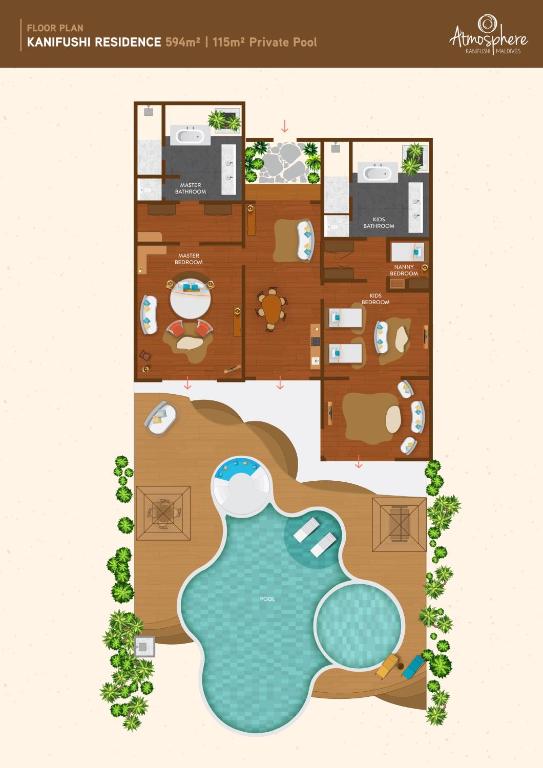 FLOOR PLAN
KANIFUSHI RESIDENCE 594m² | 115m² Private Pool
Atmosphere
KANIFUSHI MALDIVES
MASTER
BATHROOM
KIDS
BATHROOM
MASTER
BEDROOM
NANNY
BEDROOM
KIDS
BEDROOM
POOL